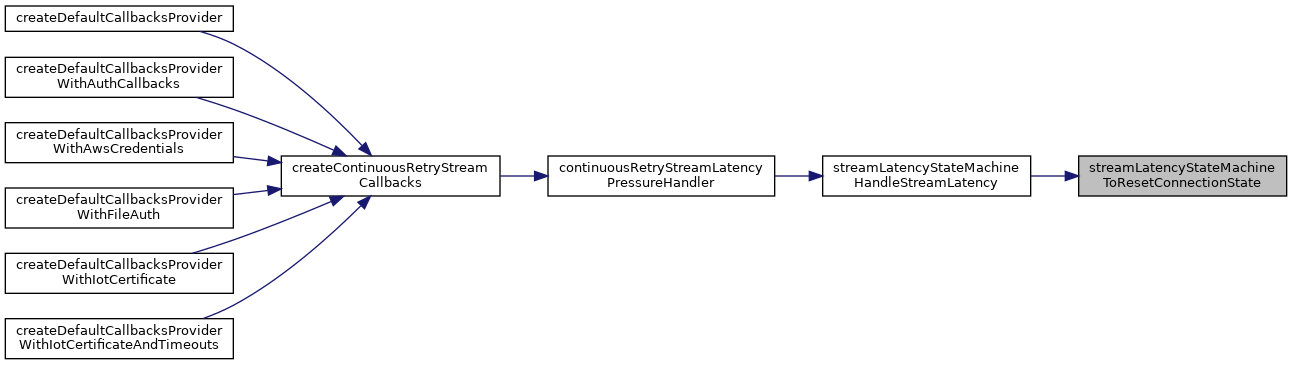 createDefaultCallbacksProvider
createDefaultCallbacksProvider
WithAuthCallbacks
createDefaultCallbacksProvider
WithAwsCredentials
createDefaultCallbacksProvider
WithFileAuth
createDefaultCallbacksProvider
WithIotCertificate
createDefaultCallbacksProvider
WithIotCertificateAndTimeouts
createContinuousRetryStream
Callbacks
continuousRetryStreamLatency
PressureHandler
streamLatencyStateMachine
HandleStreamLatency
streamLatencyStateMachine
ToResetConnectionState